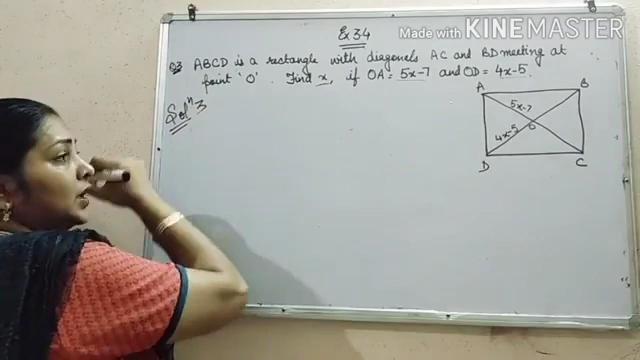 Made with KINEMASTER
Ex 3.4
Q3 ABCD is a rectangle with diagonels AC and BD meeting at
point 'O'. Find x, if OA = 5x-7 and OD = 4x-5.
Solⁿ 3
A B
5x-7
4x-5 O
D C